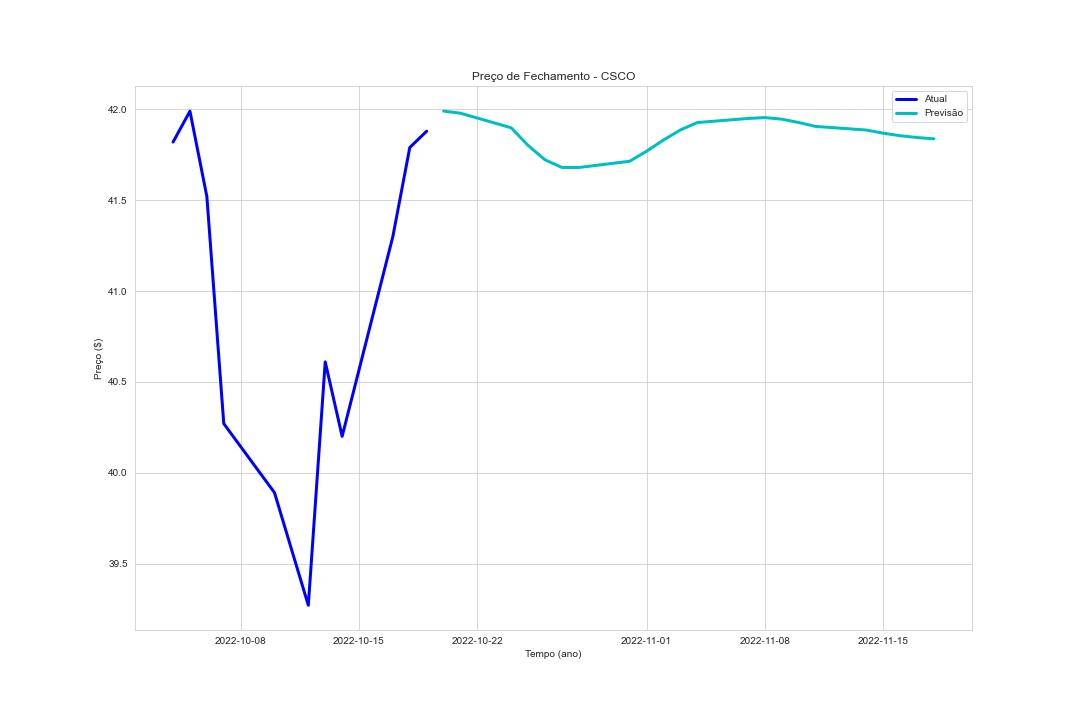 Preço de Fechamento - CSCO
Atual
Previsão
42.0
41.5
41.0
40.5
40.0
39.5
Preço ($)
2022-10-08
2022-10-15
2022-10-22
2022-11-01
2022-11-08
2022-11-15
Tempo (ano)